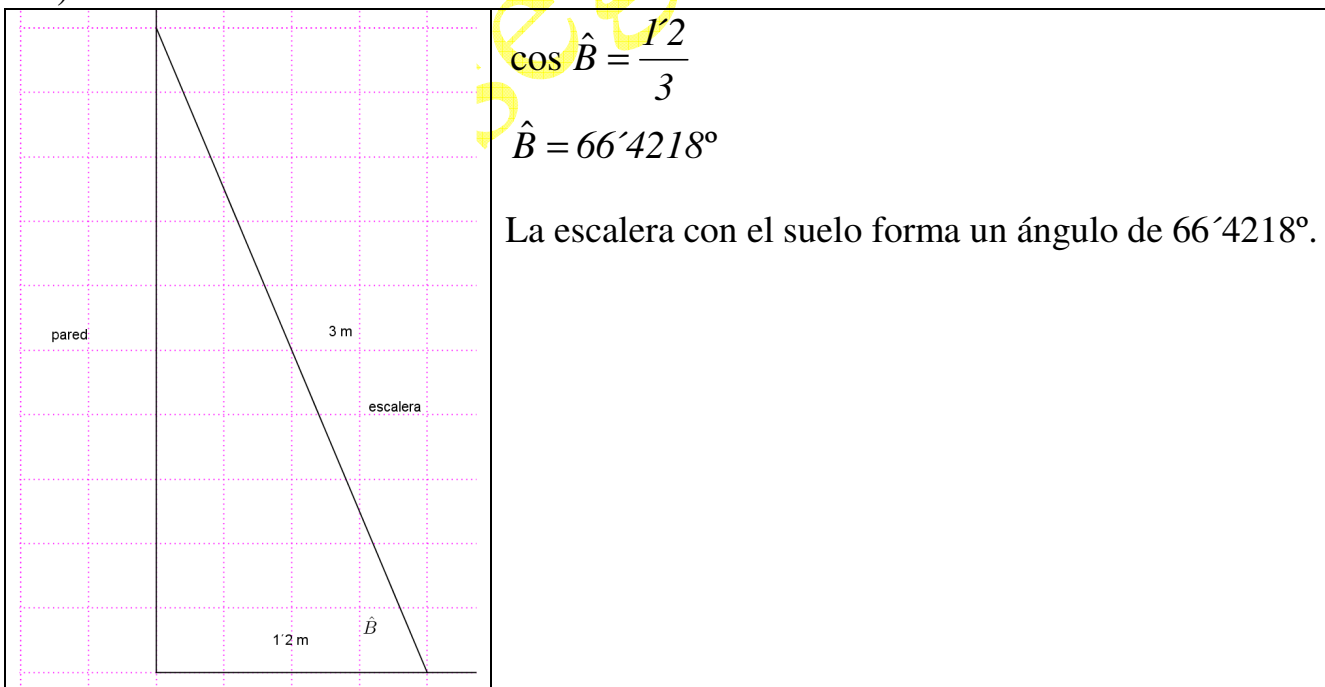 pared
3 m
escalera
1´2 m
B̂
cos B̂ = 1´2 / 3
B̂ = 66´4218º
La escalera con el suelo forma un ángulo de 66´4218º.